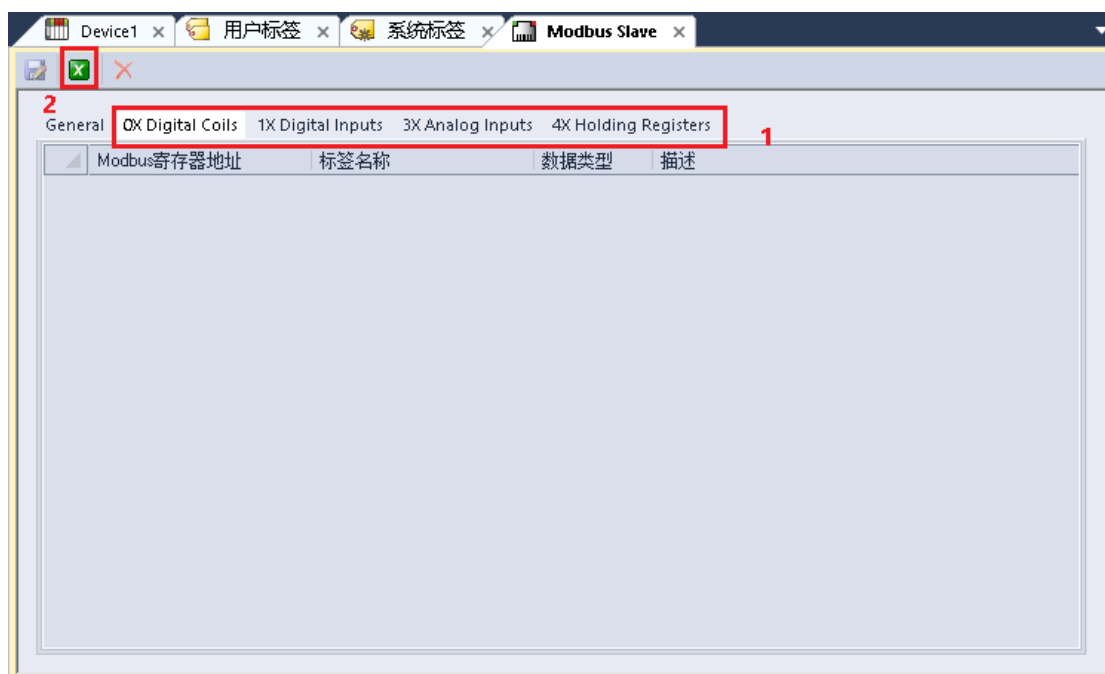 Device1 用户标签 系统标签 Modbus Slave
2
General 0X Digital Coils 1X Digital Inputs 3X Analog Inputs 4X Holding Registers 1
Modbus寄存器地址 标签名称 数据类型 描述